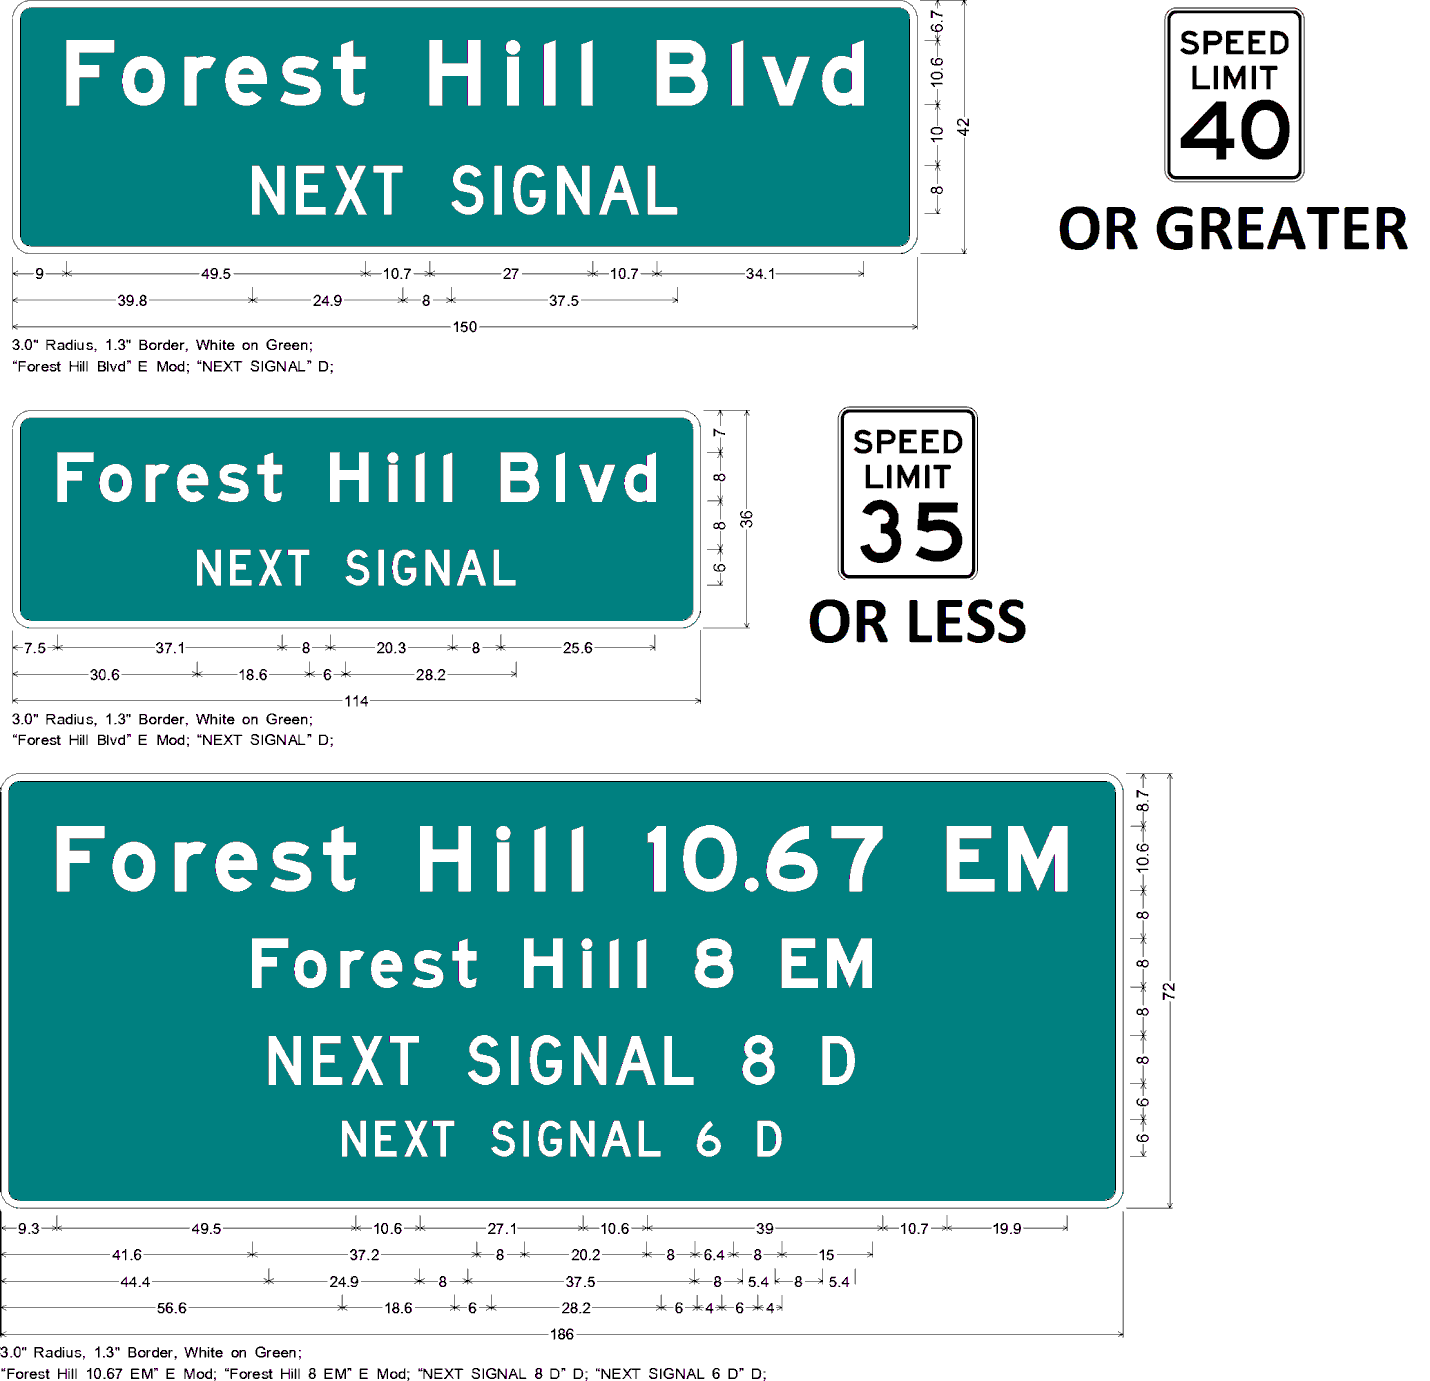 Forest Hill Blvd
NEXT SIGNAL
6.7
10.6
10
8
42
9 49.5 10.7 27 10.7 34.1
39.8 24.9 8 37.5
150
3.0" Radius, 1.3" Border, White on Green;
“Forest Hill Blvd” E Mod; “NEXT SIGNAL” D;
SPEED
LIMIT
40
OR GREATER
Forest Hill Blvd
NEXT SIGNAL
7
8
8
6
36
7.5 37.1 8 20.3 8 25.6
30.6 18.6 6 28.2
114
3.0" Radius, 1.3" Border, White on Green;
“Forest Hill Blvd” E Mod; “NEXT SIGNAL” D;
SPEED
LIMIT
35
OR LESS
Forest Hill 10.67 EM
Forest Hill 8 EM
NEXT SIGNAL 8 D
NEXT SIGNAL 6 D
8.7
10.6
8
8
8
8
6
6
72
9.3 49.5 10.6 27.1 10.6 39 10.7 19.9
41.6 37.2 8 20.2 8 6.4 8 15
44.4 24.9 8 37.5 8 5.4 8 5.4
56.6 18.6 6 28.2 6 4 6 4
186
3.0" Radius, 1.3" Border, White on Green;
“Forest Hill 10.67 EM” E Mod; “Forest Hill 8 EM” E Mod; “NEXT SIGNAL 8 D” D; “NEXT SIGNAL 6 D” D;